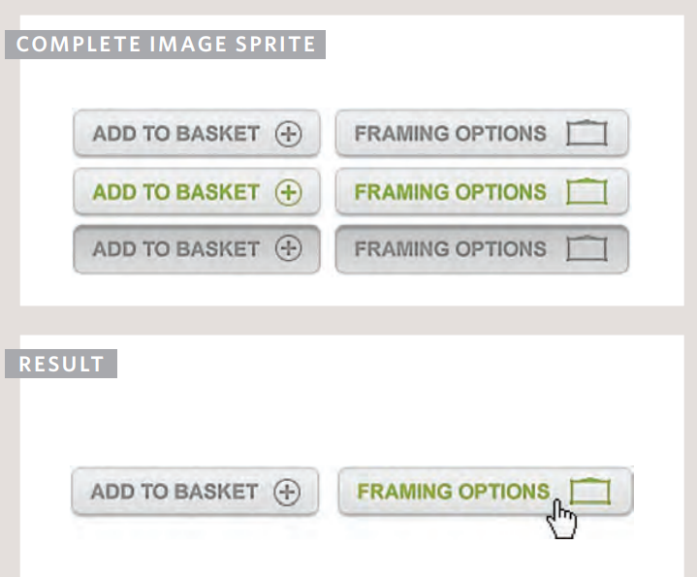 COMPLETE IMAGE SPRITE
ADD TO BASKET FRAMING OPTIONS
ADD TO BASKET FRAMING OPTIONS
ADD TO BASKET FRAMING OPTIONS
RESULT
ADD TO BASKET FRAMING OPTIONS